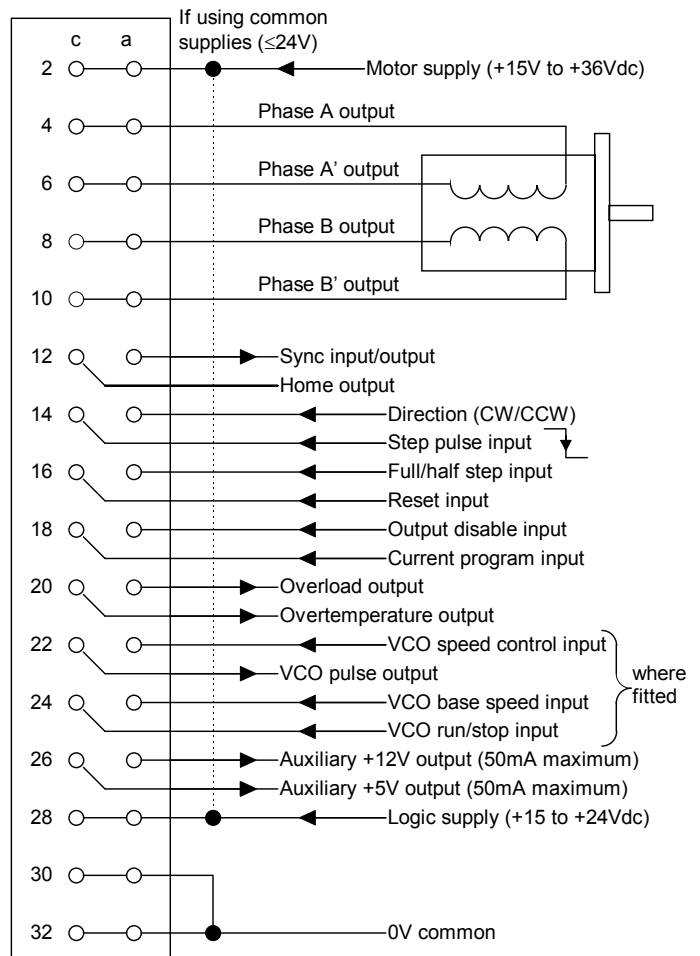 If using common
supplies (≤24V)
c a
2 Motor supply (+15V to +36Vdc)
4 Phase A output
6 Phase A' output
8 Phase B output
10 Phase B' output
12 Sync input/output
Home output
14 Direction (CW/CCW)
Step pulse input
16 Full/half step input
Reset input
18 Output disable input
Current program input
20 Overload output
Overtemperature output
22 VCO speed control input
VCO pulse output
where
fitted
24 VCO base speed input
VCO run/stop input
26 Auxiliary +12V output (50mA maximum)
Auxiliary +5V output (50mA maximum)
28 Logic supply (+15 to +24Vdc)
30
32 0V common